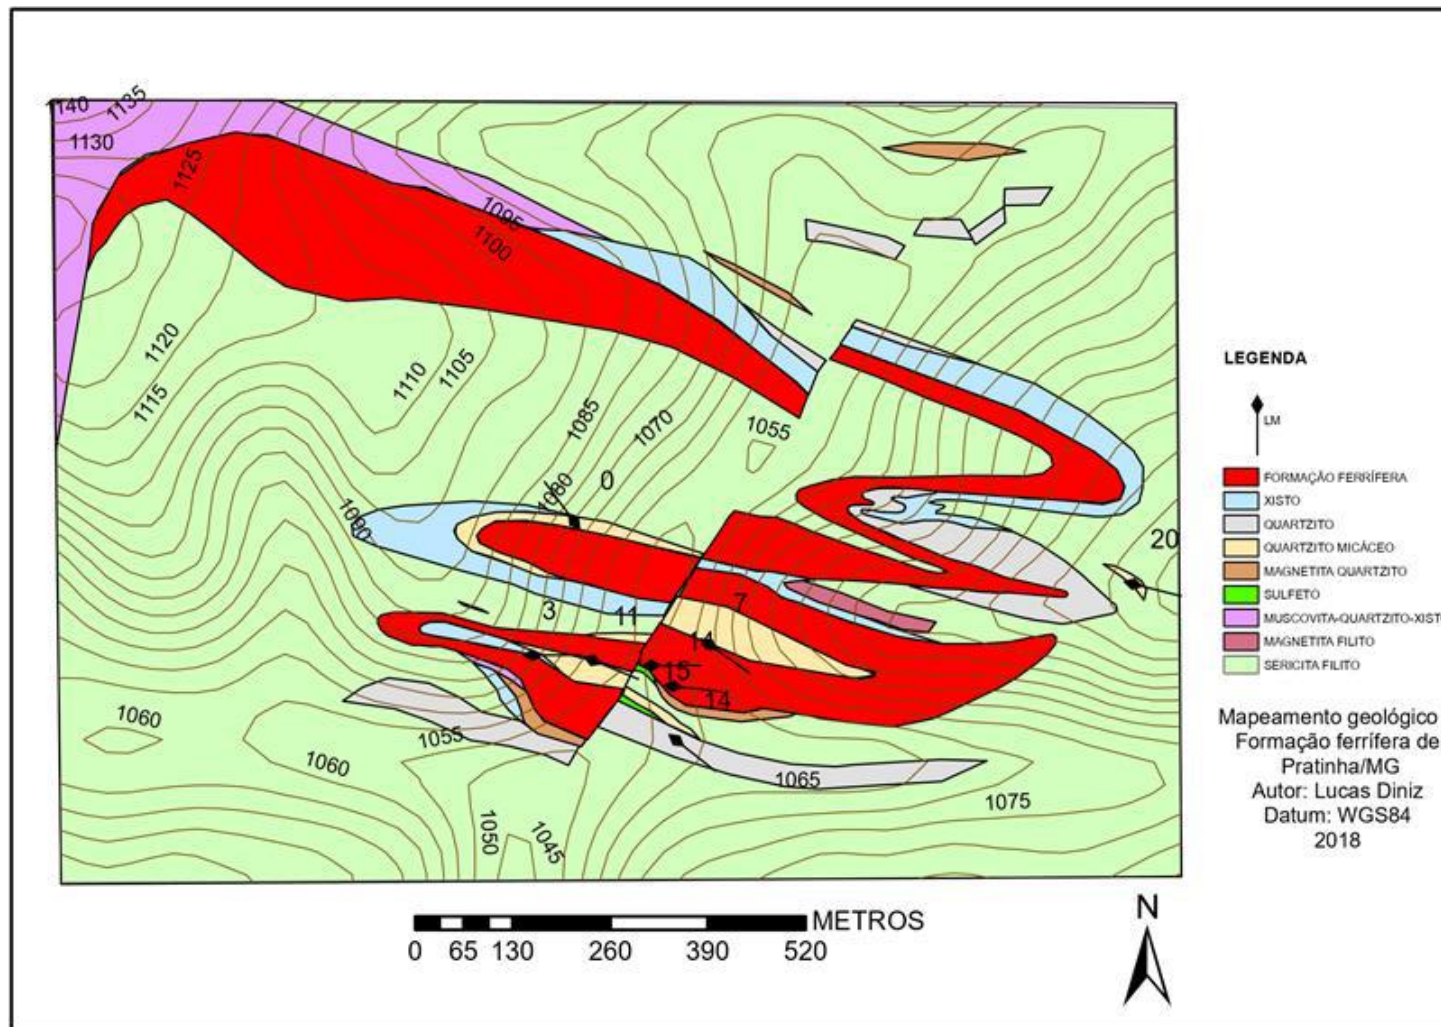 1140
1135
1130
1125
1095
1100
1120
1110
1105
1115
1085
1070
1055
1080
0
1090
20
3
11
7
14
15
14
1060
1055
1060
1065
1075
1050
1045
LEGENDA
LM
FORMAÇÃO FERRÍFERA
XISTO
QUARTZITO
QUARTZITO MICÁCEO
MAGNETITA QUARTZITO
SULFETO
MUSCOVITA-QUARTZITO-XISTO
MAGNETITA FILITO
SERICITA FILITO
Mapeamento geológico
Formação ferrífera de
Pratinha/MG
Autor: Lucas Diniz
Datum: WGS84
2018
N
METROS
0 65 130 260 390 520